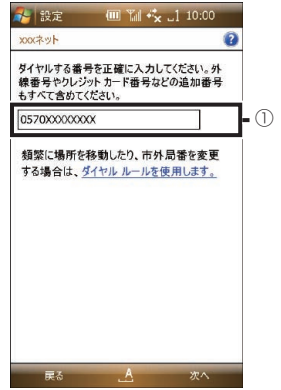 設定 10:00
xxxネット
ダイヤルする番号を正確に入力してください。外
線番号やクレジット カード番号などの追加番号
もすべて含めてください。
0570XXXXXXX
①
頻繁に場所を移動したり、市外局番を変更
する場合は、ダイヤル ルールを使用します。
戻る A 次へ